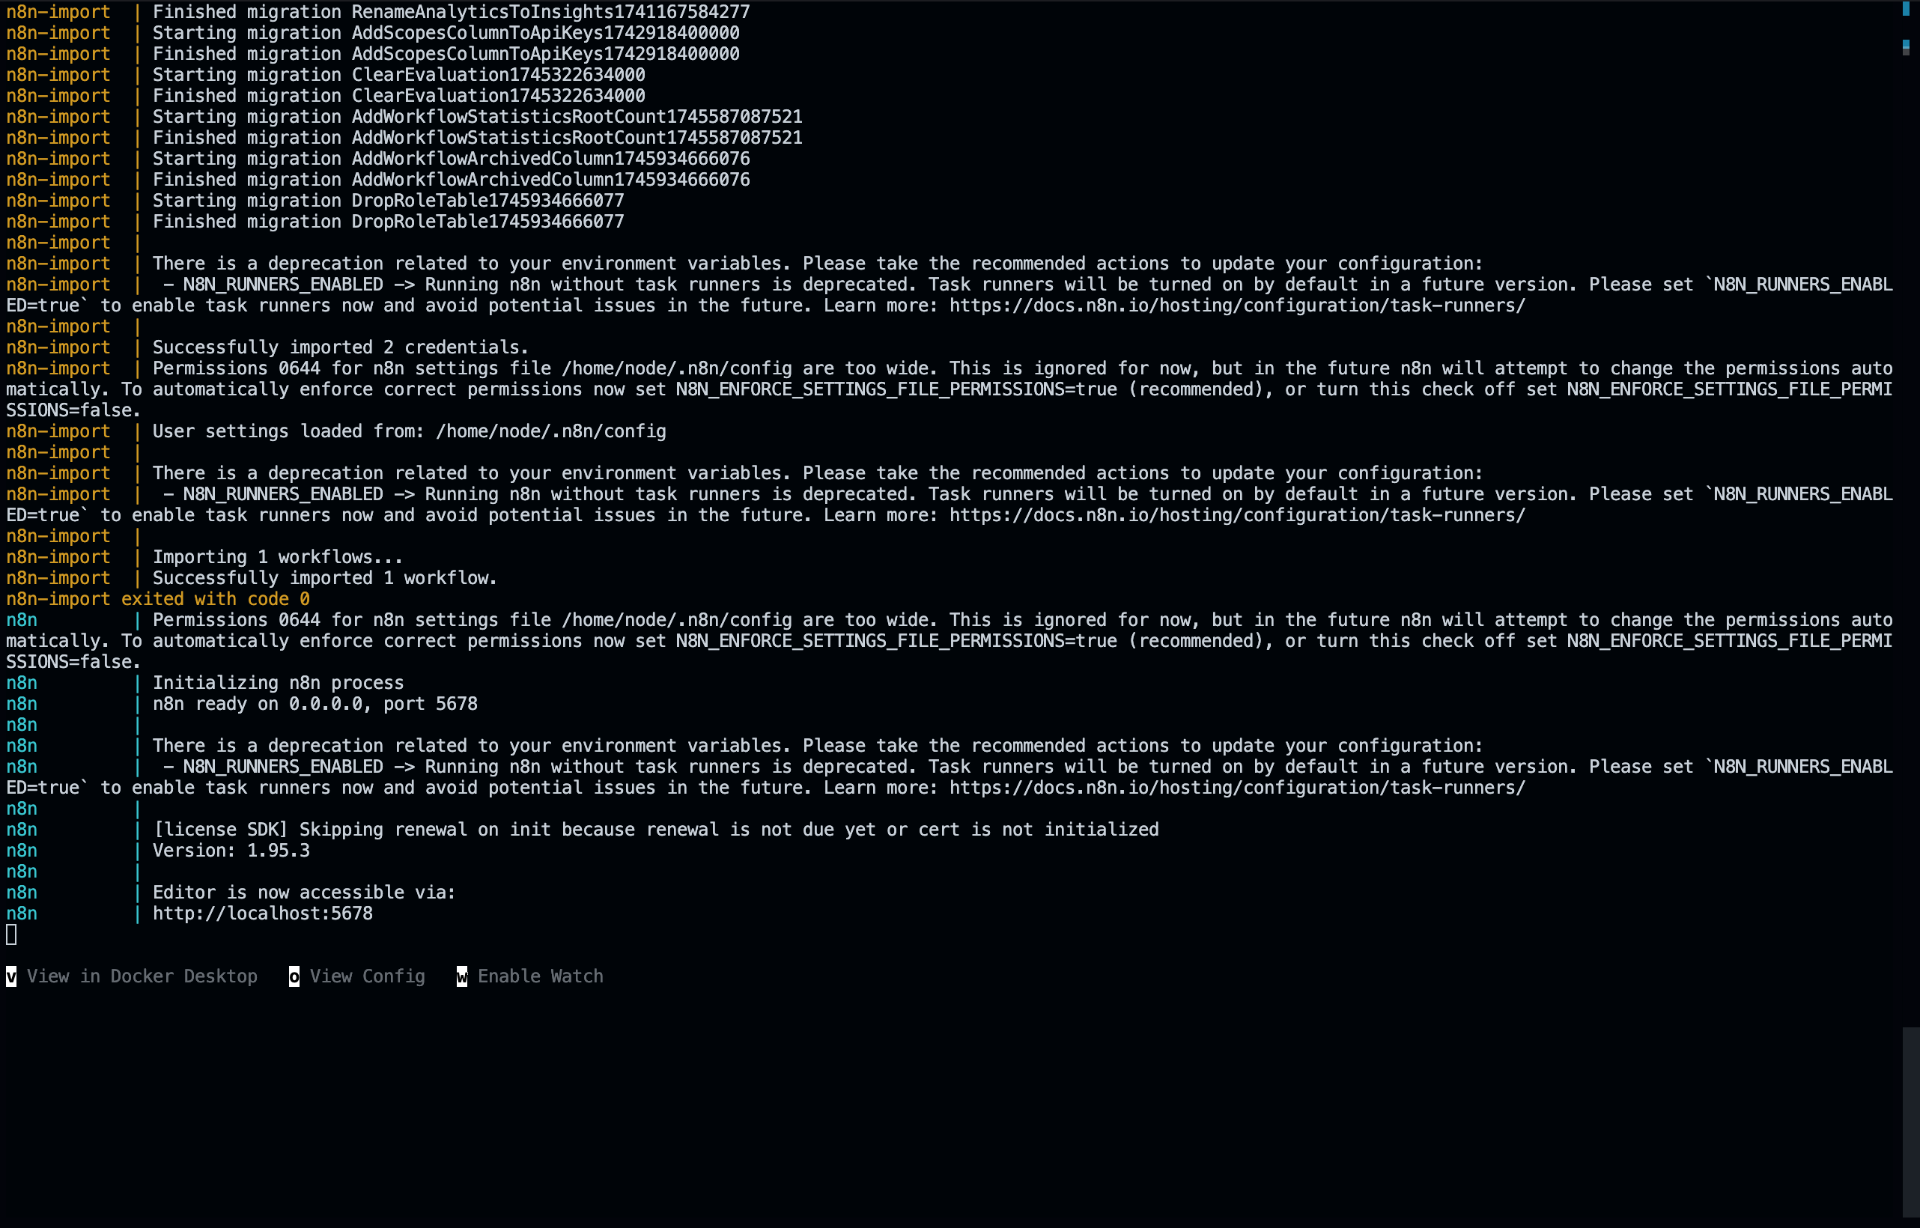 n8n-import  | Finished migration RenameAnalyticsToInsights1741167584277
n8n-import  | Starting migration AddScopesColumnToApiKeys1742918400000
n8n-import  | Finished migration AddScopesColumnToApiKeys1742918400000
n8n-import  | Starting migration ClearEvaluation1745322634000
n8n-import  | Finished migration ClearEvaluation1745322634000
n8n-import  | Starting migration AddWorkflowStatisticsRootCount1745587087521
n8n-import  | Finished migration AddWorkflowStatisticsRootCount1745587087521
n8n-import  | Starting migration AddWorkflowArchivedColumn1745934666076
n8n-import  | Finished migration AddWorkflowArchivedColumn1745934666076
n8n-import  | Starting migration DropRoleTable1745934666077
n8n-import  | Finished migration DropRoleTable1745934666077
n8n-import  |
n8n-import  | There is a deprecation related to your environment variables. Please take the recommended actions to update your configuration:
n8n-import  |  - N8N_RUNNERS_ENABLED -> Running n8n without task runners is deprecated. Task runners will be turned on by default in a future version. Please set `N8N_RUNNERS_ENABL
ED=true` to enable task runners now and avoid potential issues in the future. Learn more: https://docs.n8n.io/hosting/configuration/task-runners/
n8n-import  |
n8n-import  | Successfully imported 2 credentials.
n8n-import  | Permissions 0644 for n8n settings file /home/node/.n8n/config are too wide. This is ignored for now, but in the future n8n will attempt to change the permissions auto
matically. To automatically enforce correct permissions now set N8N_ENFORCE_SETTINGS_FILE_PERMISSIONS=true (recommended), or turn this check off set N8N_ENFORCE_SETTINGS_FILE_PERMI
SSIONS=false.
n8n-import  | User settings loaded from: /home/node/.n8n/config
n8n-import  |
n8n-import  | There is a deprecation related to your environment variables. Please take the recommended actions to update your configuration:
n8n-import  |  - N8N_RUNNERS_ENABLED -> Running n8n without task runners is deprecated. Task runners will be turned on by default in a future version. Please set `N8N_RUNNERS_ENABL
ED=true` to enable task runners now and avoid potential issues in the future. Learn more: https://docs.n8n.io/hosting/configuration/task-runners/
n8n-import  |
n8n-import  | Importing 1 workflows...
n8n-import  | Successfully imported 1 workflow.
n8n-import exited with code 0
n8n         | Permissions 0644 for n8n settings file /home/node/.n8n/config are too wide. This is ignored for now, but in the future n8n will attempt to change the permissions auto
matically. To automatically enforce correct permissions now set N8N_ENFORCE_SETTINGS_FILE_PERMISSIONS=true (recommended), or turn this check off set N8N_ENFORCE_SETTINGS_FILE_PERMI
SSIONS=false.
n8n         | Initializing n8n process
n8n         | n8n ready on 0.0.0.0, port 5678
n8n         |
n8n         | There is a deprecation related to your environment variables. Please take the recommended actions to update your configuration:
n8n         |  - N8N_RUNNERS_ENABLED -> Running n8n without task runners is deprecated. Task runners will be turned on by default in a future version. Please set `N8N_RUNNERS_ENABL
ED=true` to enable task runners now and avoid potential issues in the future. Learn more: https://docs.n8n.io/hosting/configuration/task-runners/
n8n         |
n8n         | [license SDK] Skipping renewal on init because renewal is not due yet or cert is not initialized
n8n         | Version: 1.95.3
n8n         |
n8n         | Editor is now accessible via:
n8n         | http://localhost:5678
v View in Docker Desktop   o View Config   w Enable Watch